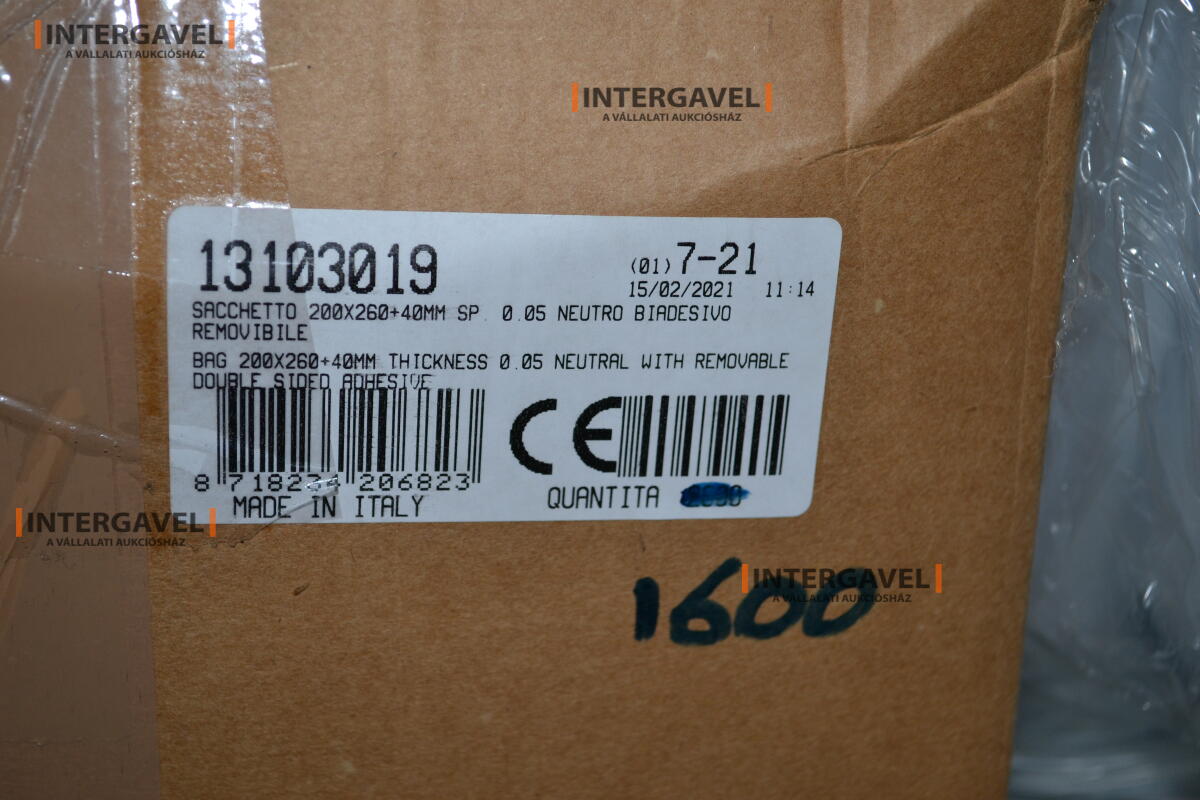 INTERGAVEL
A VÁLLALATI AUKCIÓSHÁZ
INTERGAVEL
A VÁLLALATI AUKCIÓSHÁZ
13103019
(01) 7-21
15/02/2021 11:14
SACCHETTO 200X260+40MM SP. 0.05 NEUTRO BIADESIVO
REMOVIBILE
BAG 200X260+40MM THICKNESS 0.05 NEUTRAL WITH REMOVABLE
DOUBLE SIDED ADHESIVE
CE
8 206823
MADE IN ITALY
QUANTITA
INTERGAVEL
A VÁLLALATI AUKCIÓSHÁZ
1600
INTERGAVEL
A VÁLLALATI AUKCIÓSHÁZ